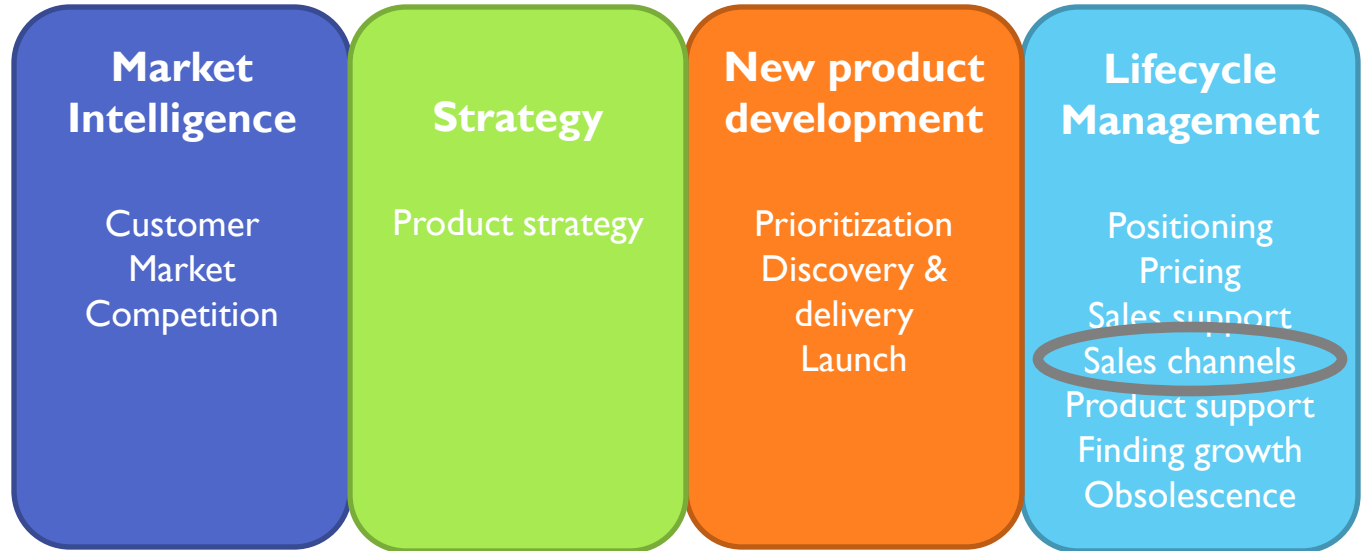 Market
Intelligence
Customer
Market
Competition
Strategy
Product strategy
New product
development
Prioritization
Discovery &
delivery
Launch
Lifecycle
Management
Positioning
Pricing
Sales support
Sales channels
Product support
Finding growth
Obsolescence